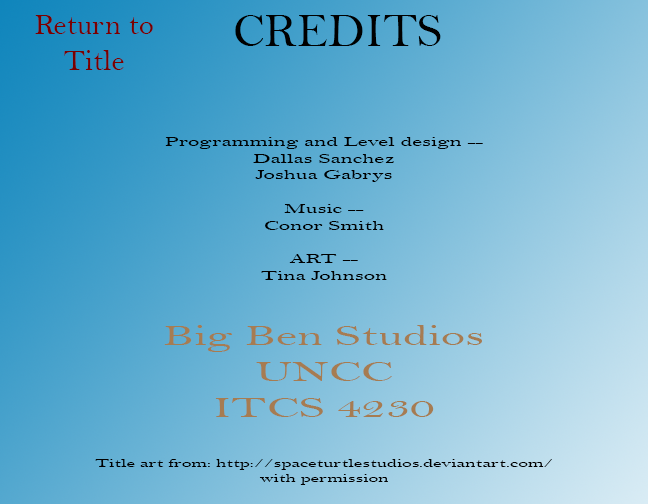 Return to
Title
CREDITS
Programming and Level design --
Dallas Sanchez
Joshua Gabrys
Music --
Conor Smith
ART --
Tina Johnson
Big Ben Studios
UNCC
ITCS 4230
Title art from: http://spaceturtlestudios.deviantart.com/
with permission